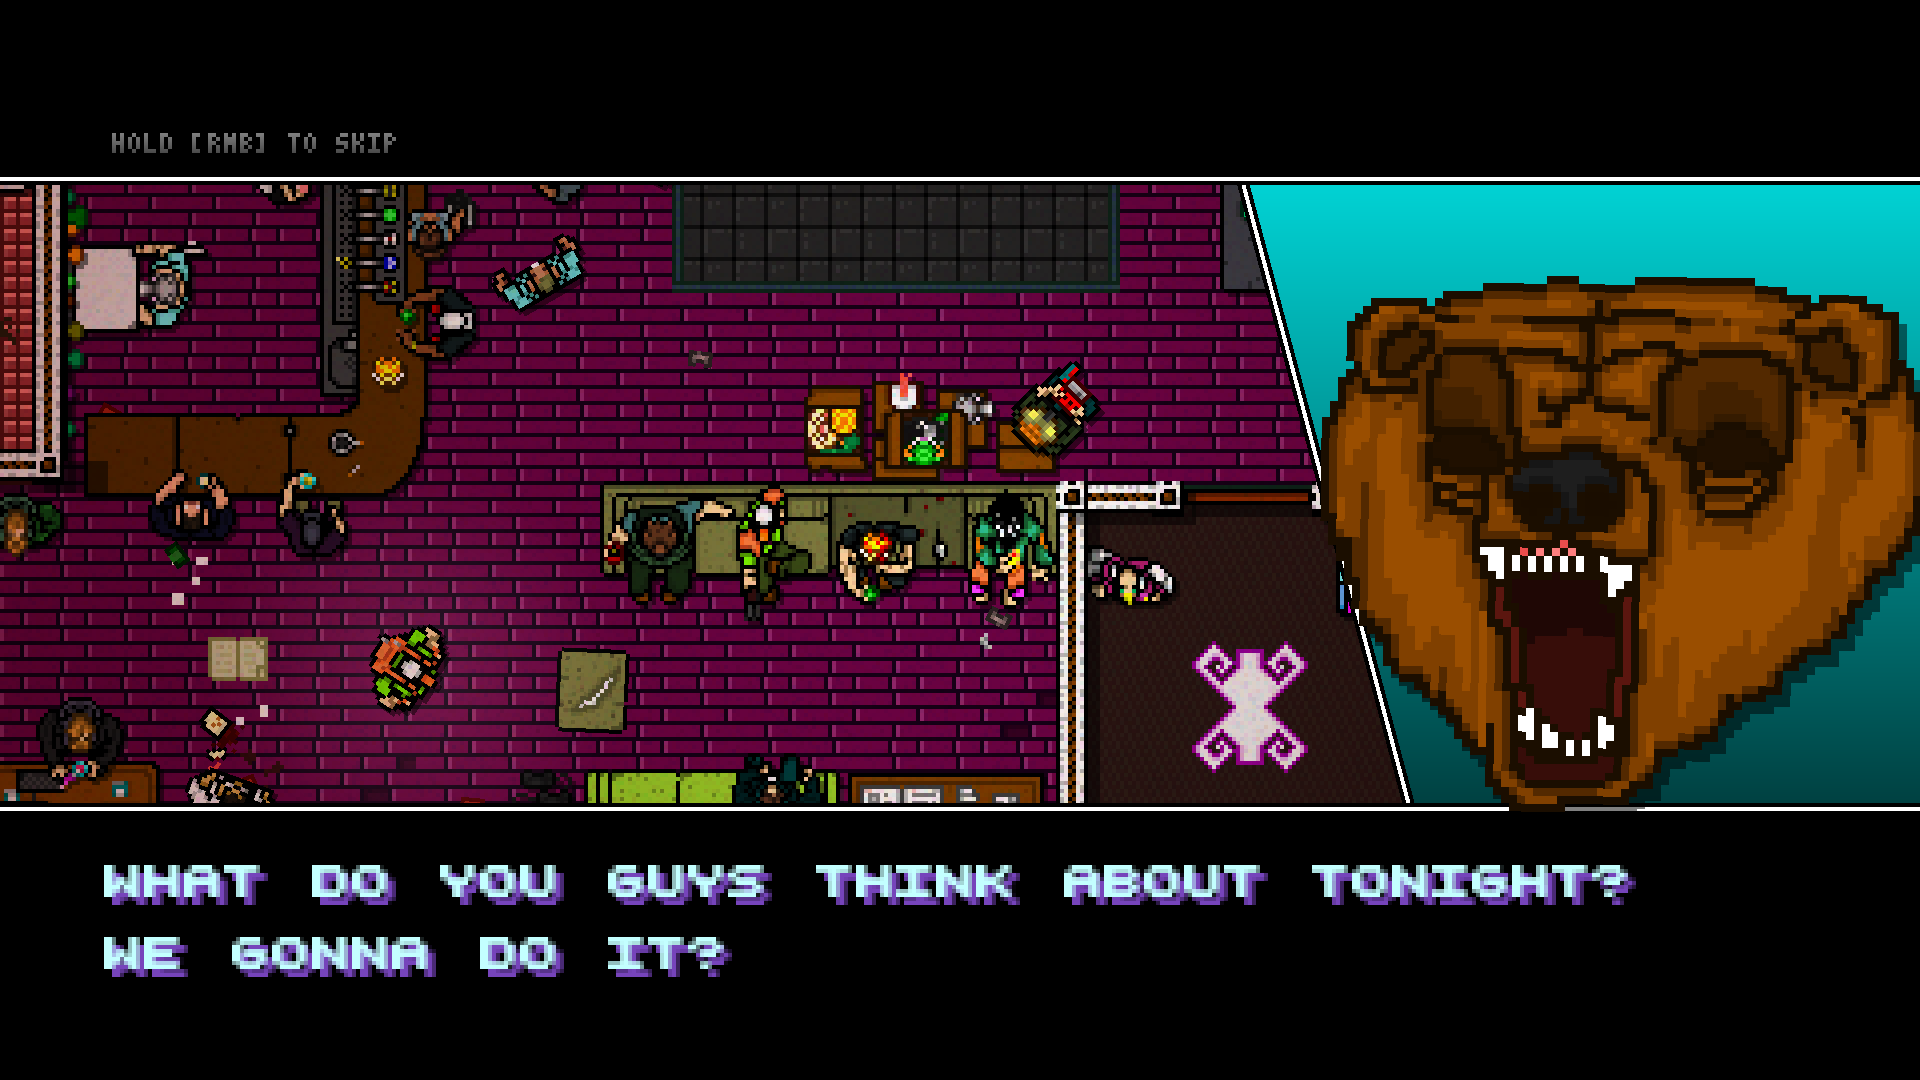 HOLD [RMB] TO SKIP
WHAT DO YOU GUYS THINK ABOUT TONIGHT?
WE GONNA DO IT?